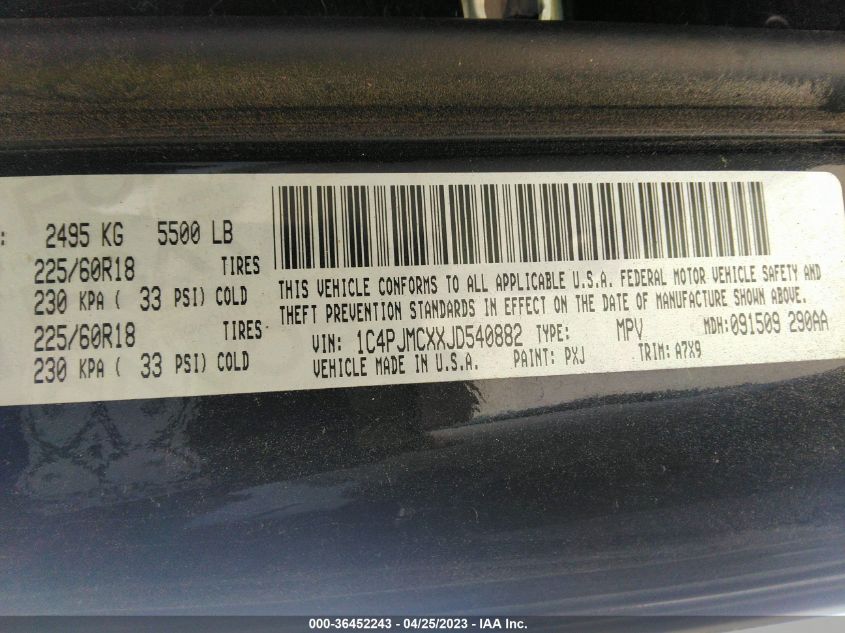 : 2495 KG 5500 LB
225/60R18 TIRES
230 KPA ( 33 PSI) COLD
225/60R18 TIRES
230 KPA ( 33 PSI) COLD
THIS VEHICLE CONFORMS TO ALL APPLICABLE U.S.A. FEDERAL MOTOR VEHICLE SAFETY AND
THEFT PREVENTION STANDARDS IN EFFECT ON THE DATE OF MANUFACTURE SHOWN ABOVE.
VIN: 1C4PJMCXXJD540882 TYPE: MPV MDH:091509 290AA
VEHICLE MADE IN U.S.A. PAINT: PXJ TRIM: A7X9
000-36452243 - 04/25/2023 - IAA Inc.